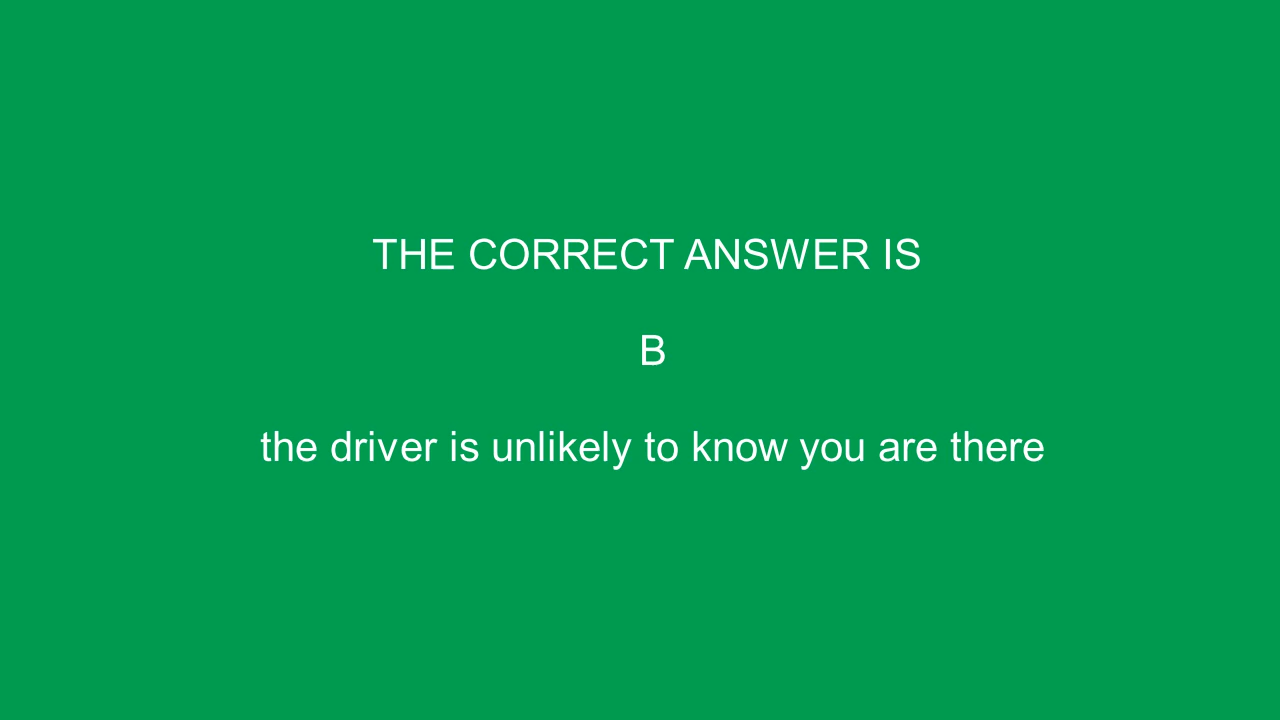 THE CORRECT ANSWER IS
B
the driver is unlikely to know you are there